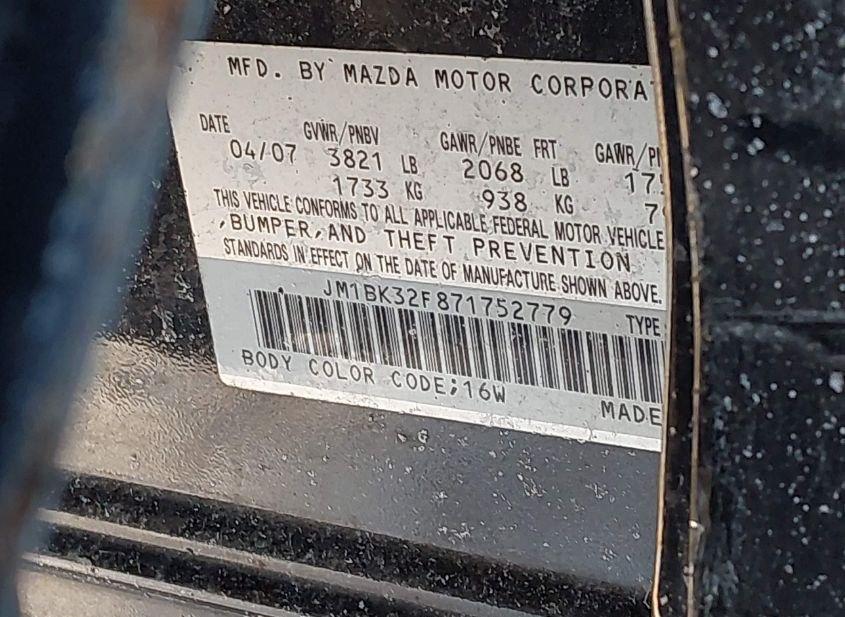 MFD. BY MAZDA MOTOR CORPORA
DATE GVWR/PNBV GAWR/PNBE FRT GAWR/P
04/07 3821 LB 2068 LB 17
1733 KG 938 KG 7
THIS VEHICLE CONFORMS TO ALL APPLICABLE FEDERAL MOTOR VEHICLE
,BUMPER,AND THEFT PREVENTION
STANDARDS IN EFFECT ON THE DATE OF MANUFACTURE SHOWN ABOVE.
JM1BK32F871752779 TYPE
BODY COLOR CODE;16W MADE